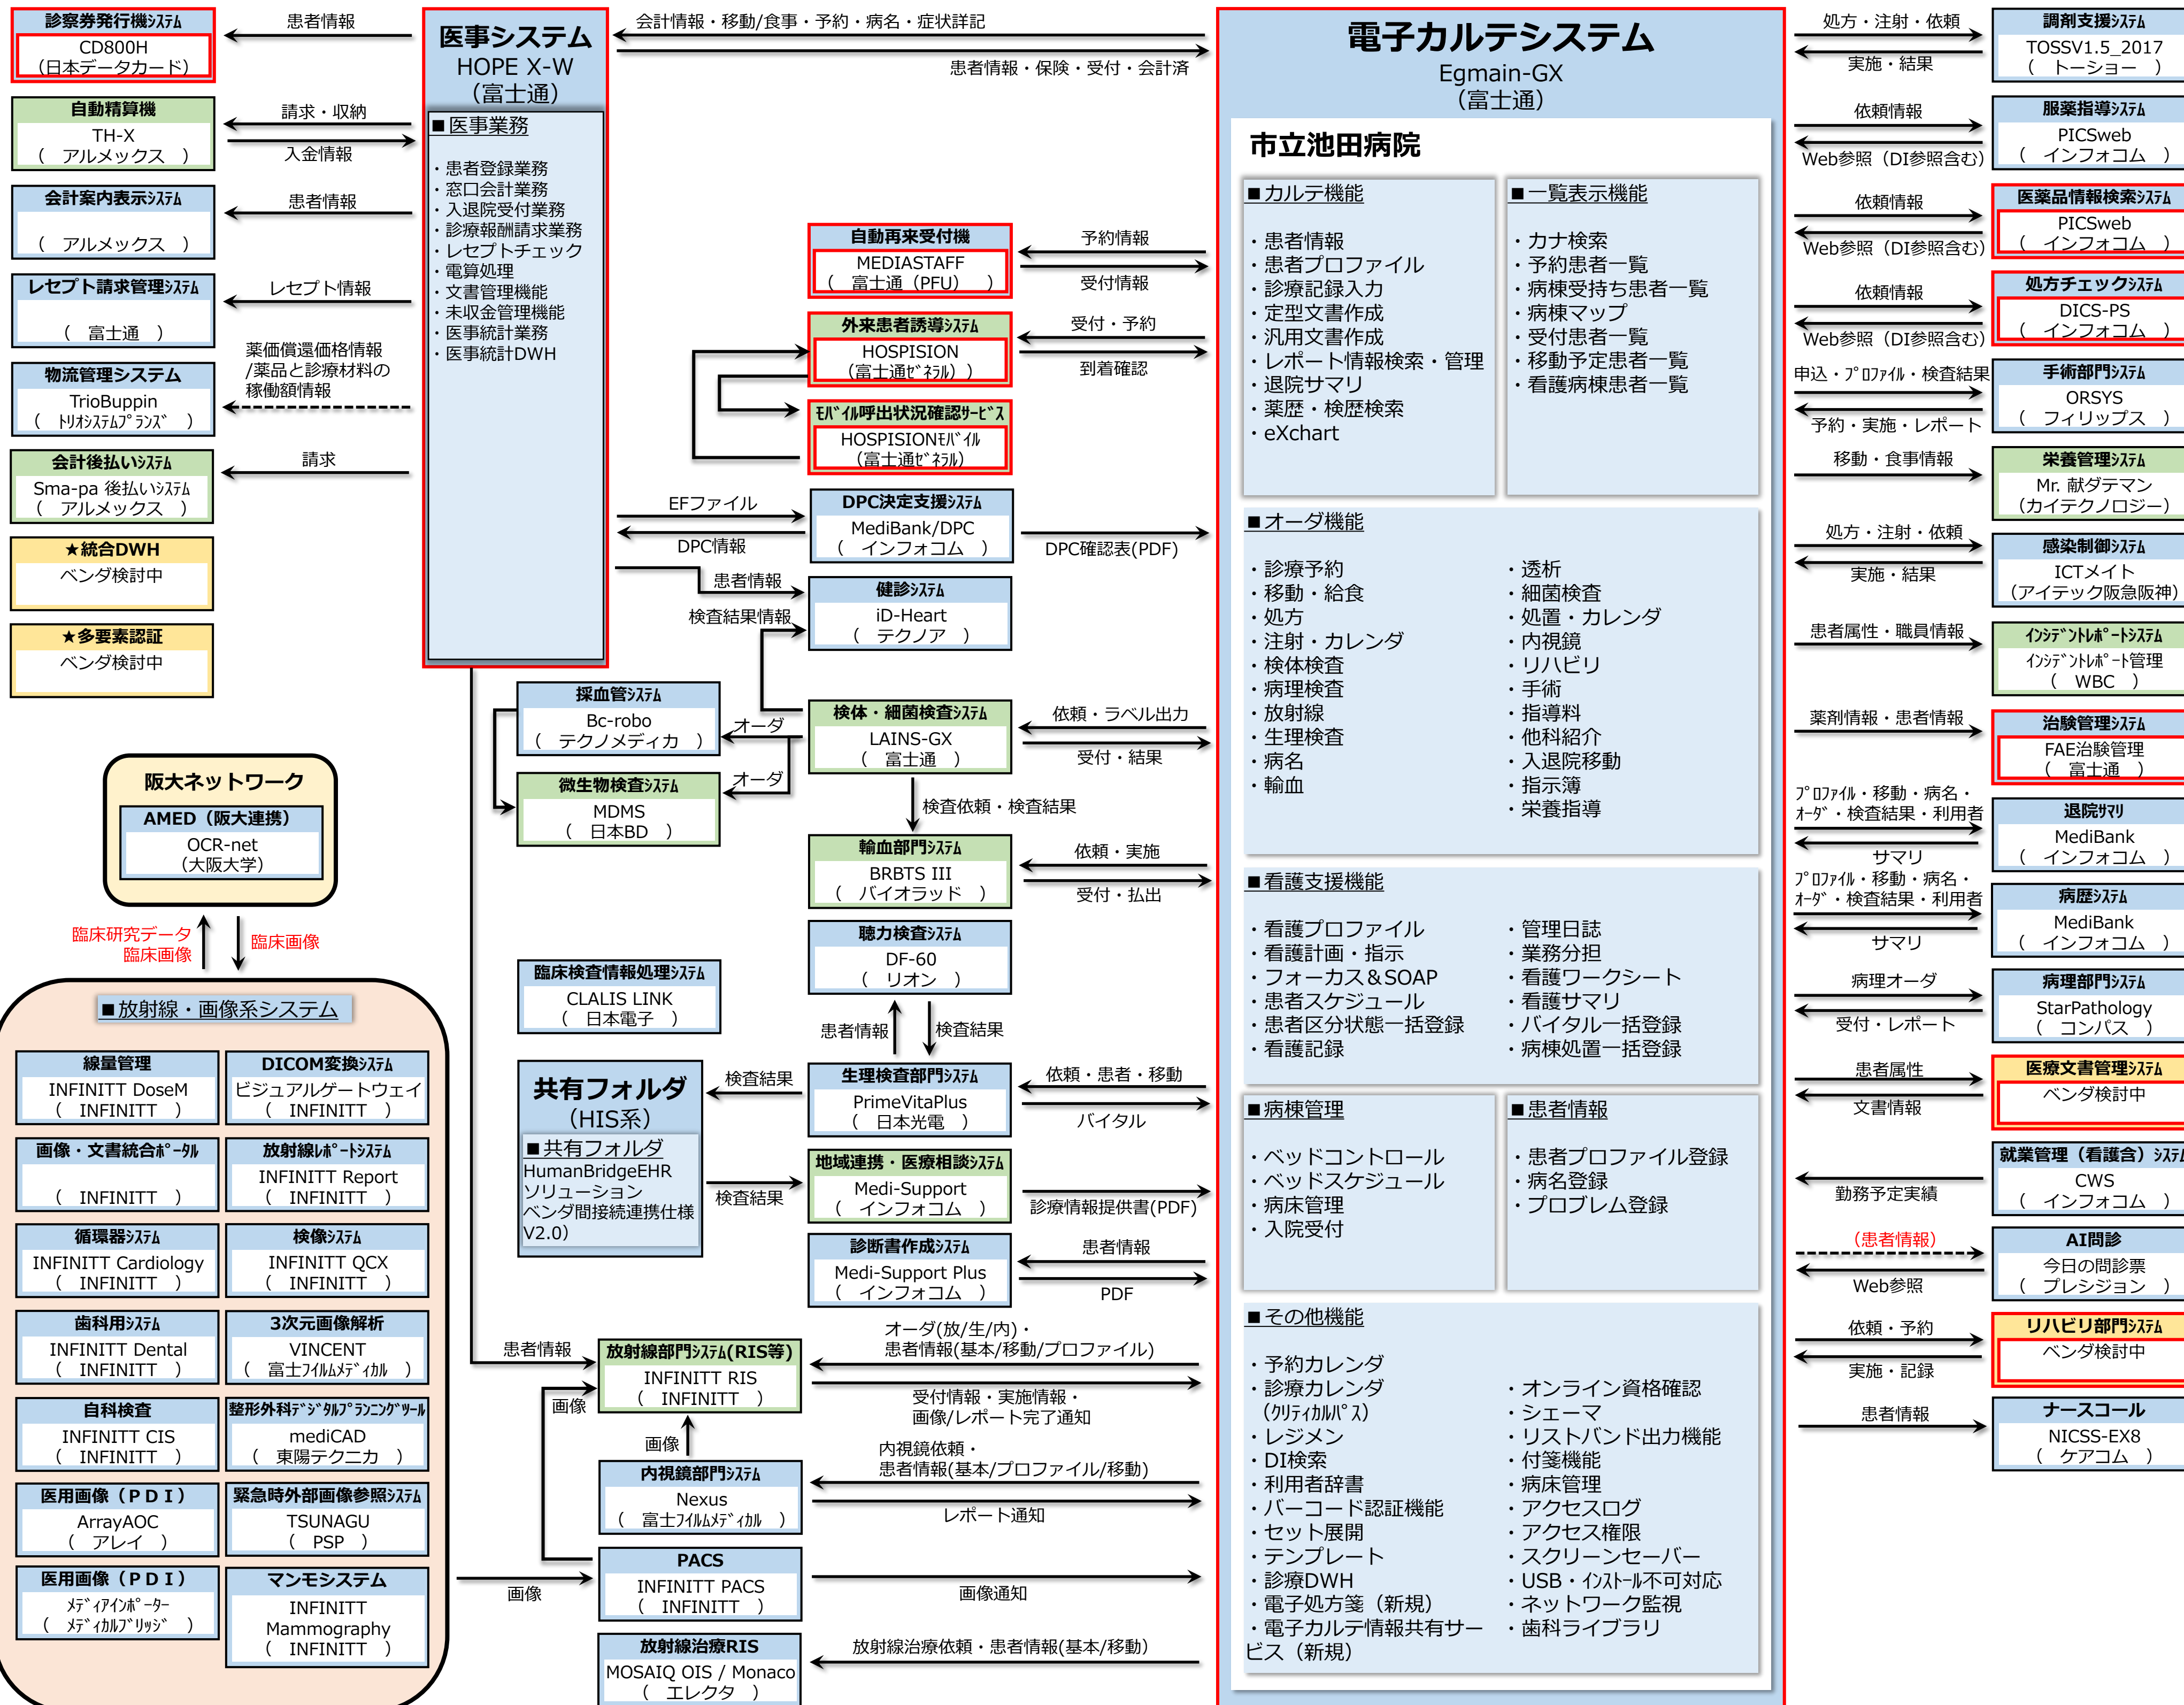 診察券発行機ｼｽﾃﾑ
CD800H
（日本データカード）
患者情報
自動精算機
TH-X
（　アルメックス　）
請求・収納
入金情報
会計案内表示ｼｽﾃﾑ
（　アルメックス　）
患者情報
レセプト請求管理ｼｽﾃﾑ
（　富士通　）
レセプト情報
物流管理システム
TrioBuppin
（　ﾄﾘｵｼｽﾃﾑﾌﾟﾗﾝｽﾞ　）
薬価償還価格情報
/薬品と診療材料の
稼働額情報
会計後払いｼｽﾃﾑ
Sma-pa 後払いｼｽﾃﾑ
（　アルメックス　）
請求
★統合DWH
ベンダ検討中
★多要素認証
ベンダ検討中
医事システム
HOPE X-W
（富士通）
■医事業務
・患者登録業務
・窓口会計業務
・入退院受付業務
・診療報酬請求業務
・レセプトチェック
・電算処理
・文書管理機能
・未収金管理機能
・医事統計業務
・医事統計DWH
会計情報・移動/食事・予約・病名・症状詳記
患者情報・保険・受付・会計済
自動再来受付機
MEDIASTAFF
（　富士通（PFU）　）
予約情報
受付情報
外来患者誘導ｼｽﾃﾑ
HOSPISION
（富士通ｾﾞﾈﾗﾙ））
受付・予約
到着確認
ﾓﾊﾞｲﾙ呼出状況確認ｻｰﾋﾞｽ
HOSPISIONﾓﾊﾞｲﾙ
（富士通ｾﾞﾈﾗﾙ）
EFファイル
DPC情報
DPC決定支援ｼｽﾃﾑ
MediBank/DPC
（　インフォコム　）
DPC確認表(PDF)
患者情報
検査結果情報
健診ｼｽﾃﾑ
iD-Heart
（　テクノア　）
採血管ｼｽﾃﾑ
Bc-robo
（　テクノメディカ　）
オーダ
検体・細菌検査ｼｽﾃﾑ
LAINS-GX
（　富士通　）
依頼・ラベル出力
受付・結果
微生物検査ｼｽﾃﾑ
MDMS
（　日本BD　）
オーダ
検査依頼・検査結果
輸血部門ｼｽﾃﾑ
BRBTS III
（　バイオラッド　）
依頼・実施
受付・払出
聴力検査ｼｽﾃﾑ
DF-60
（　リオン　）
臨床検査情報処理ｼｽﾃﾑ
CLALIS LINK
（　日本電子　）
患者情報
検査結果
共有フォルダ
（HIS系）
■共有フォルダ
HumanBridgeEHR
ソリューション
ベンダ間接続連携仕様
V2.0）
検査結果
生理検査部門ｼｽﾃﾑ
PrimeVitaPlus
（　日本光電　）
依頼・患者・移動
バイタル
検査結果
地域連携・医療相談ｼｽﾃﾑ
Medi-Support
（　インフォコム　）
診療情報提供書(PDF)
診断書作成ｼｽﾃﾑ
Medi-Support Plus
（　インフォコム　）
患者情報
PDF
患者情報
放射線部門ｼｽﾃﾑ(RIS等)
INFINITT RIS
（　INFINITT　）
オーダ(放/生/内)・
患者情報(基本/移動/プロファイル)
受付情報・実施情報・
画像/レポート完了通知
画像
画像
内視鏡部門ｼｽﾃﾑ
Nexus
（　富士ﾌｲﾙﾑﾒﾃﾞｨｶﾙ　）
内視鏡依頼・
患者情報(基本/プロファイル/移動)
レポート通知
画像
PACS
INFINITT PACS
（　INFINITT　）
画像通知
放射線治療RIS
MOSAIQ OIS / Monaco
（　エレクタ　）
放射線治療依頼・患者情報(基本/移動）
阪大ネットワーク
AMED（阪大連携）
OCR-net
（大阪大学）
臨床研究データ
臨床画像
臨床画像
■放射線・画像系システム
線量管理
INFINITT DoseM
（　INFINITT　）
DICOM変換ｼｽﾃﾑ
ビジュアルゲートウェイ
（　INFINITT　）
画像・文書統合ﾎﾟｰﾀﾙ
（　INFINITT　）
放射線ﾚﾎﾟｰﾄｼｽﾃﾑ
INFINITT Report
（　INFINITT　）
循環器ｼｽﾃﾑ
INFINITT Cardiology
（　INFINITT　）
検像ｼｽﾃﾑ
INFINITT QCX
（　INFINITT　）
歯科用ｼｽﾃﾑ
INFINITT Dental
（　INFINITT　）
3次元画像解析
VINCENT
（　富士ﾌｲﾙﾑﾒﾃﾞｨｶﾙ　）
自科検査
INFINITT CIS
（　INFINITT　）
整形外科ﾃﾞｼﾞﾀﾙﾌﾟﾗﾝﾆﾝｸﾞﾂｰﾙ
mediCAD
（　東陽テクニカ　）
医用画像（ＰＤＩ）
ArrayAOC
（　アレイ　）
緊急時外部画像参照ｼｽﾃﾑ
TSUNAGU
（　PSP　）
医用画像（ＰＤＩ）
ﾒﾃﾞｨｱｲﾝﾎﾟｰﾀｰ
（　ﾒﾃﾞｨｶﾙﾌﾞﾘｯｼﾞ　）
マンモシステム
INFINITT
Mammography
（　INFINITT　）
電子カルテシステム
Egmain-GX
（富士通）
市立池田病院
■カルテ機能
・患者情報
・患者プロファイル
・診療記録入力
・定型文書作成
・汎用文書作成
・レポート情報検索・管理
・退院サマリ
・薬歴・検歴検索
・eXchart
■一覧表示機能
・カナ検索
・予約患者一覧
・病棟受持ち患者一覧
・病棟マップ
・受付患者一覧
・移動予定患者一覧
・看護病棟患者一覧
■オーダ機能
・診療予約
・移動・給食
・処方
・注射・カレンダ
・検体検査
・病理検査
・放射線
・生理検査
・病名
・輸血
・透析
・細菌検査
・処置・カレンダ
・内視鏡
・リハビリ
・手術
・指導料
・他科紹介
・入退院移動
・指示簿
・栄養指導
■看護支援機能
・看護プロファイル
・看護計画・指示
・フォーカス＆SOAP
・患者スケジュール
・患者区分状態一括登録
・看護記録
・管理日誌
・業務分担
・看護ワークシート
・看護サマリ
・バイタル一括登録
・病棟処置一括登録
■病棟管理
・ベッドコントロール
・ベッドスケジュール
・病床管理
・入院受付
■患者情報
・患者プロファイル登録
・病名登録
・プロブレム登録
■その他機能
・予約カレンダ
・診療カレンダ
（ｸﾘﾃｨｶﾙﾊﾟｽ）
・レジメン
・DI検索
・利用者辞書
・バーコード認証機能
・セット展開
・テンプレート
・診療DWH
・電子処方箋（新規）
・電子カルテ情報共有サー
ビス（新規）
・オンライン資格確認
・シェーマ
・リストバンド出力機能
・付箋機能
・病床管理
・アクセスログ
・アクセス権限
・スクリーンセーバー
・USB・ｲﾝｽﾄｰﾙ不可対応
・ネットワーク監視
・歯科ライブラリ
処方・注射・依頼
実施・結果
調剤支援ｼｽﾃﾑ
TOSSV1.5_2017
（　トーショー　）
依頼情報
Web参照（DI参照含む）
服薬指導ｼｽﾃﾑ
PICSweb
（　インフォコム　）
依頼情報
Web参照（DI参照含む）
医薬品情報検索ｼｽﾃﾑ
PICSweb
（　インフォコム　）
依頼情報
Web参照（DI参照含む）
処方チェックｼｽﾃﾑ
DICS-PS
（　インフォコム　）
申込・ﾌﾟﾛﾌｧｲﾙ・検査結果
予約・実施・レポート
手術部門ｼｽﾃﾑ
ORSYS
（　フィリップス　）
移動・食事情報
栄養管理ｼｽﾃﾑ
Mr. 献ダテマン
（カイテクノロジー）
処方・注射・依頼
実施・結果
感染制御ｼｽﾃﾑ
ICTメイト
（アイテック阪急阪神）
患者属性・職員情報
ｲﾝｼﾃﾞﾝﾄﾚﾎﾟｰﾄｼｽﾃﾑ
ｲﾝｼﾃﾞﾝﾄﾚﾎﾟｰﾄ管理
（　WBC　）
薬剤情報・患者情報
治験管理ｼｽﾃﾑ
FAE治験管理
（　富士通　）
ﾌﾟﾛﾌｧｲﾙ・移動・病名・
ｵｰﾀﾞ・検査結果・利用者
サマリ
退院ｻﾏﾘ
MediBank
（　インフォコム　）
ﾌﾟﾛﾌｧｲﾙ・移動・病名・
ｵｰﾀﾞ・検査結果・利用者
サマリ
病歴ｼｽﾃﾑ
MediBank
（　インフォコム　）
病理オーダ
受付・レポート
病理部門ｼｽﾃﾑ
StarPathology
（　コンパス　）
患者属性
文書情報
医療文書管理ｼｽﾃﾑ
ベンダ検討中
勤務予定実績
就業管理（看護含）ｼｽﾃﾑ
CWS
（　インフォコム　）
（患者情報）
Web参照
AI問診
今日の問診票
（　プレシジョン　）
依頼・予約
実施・記録
リハビリ部門ｼｽﾃﾑ
ベンダ検討中
患者情報
ナースコール
NICSS-EX8
（　ケアコム　）